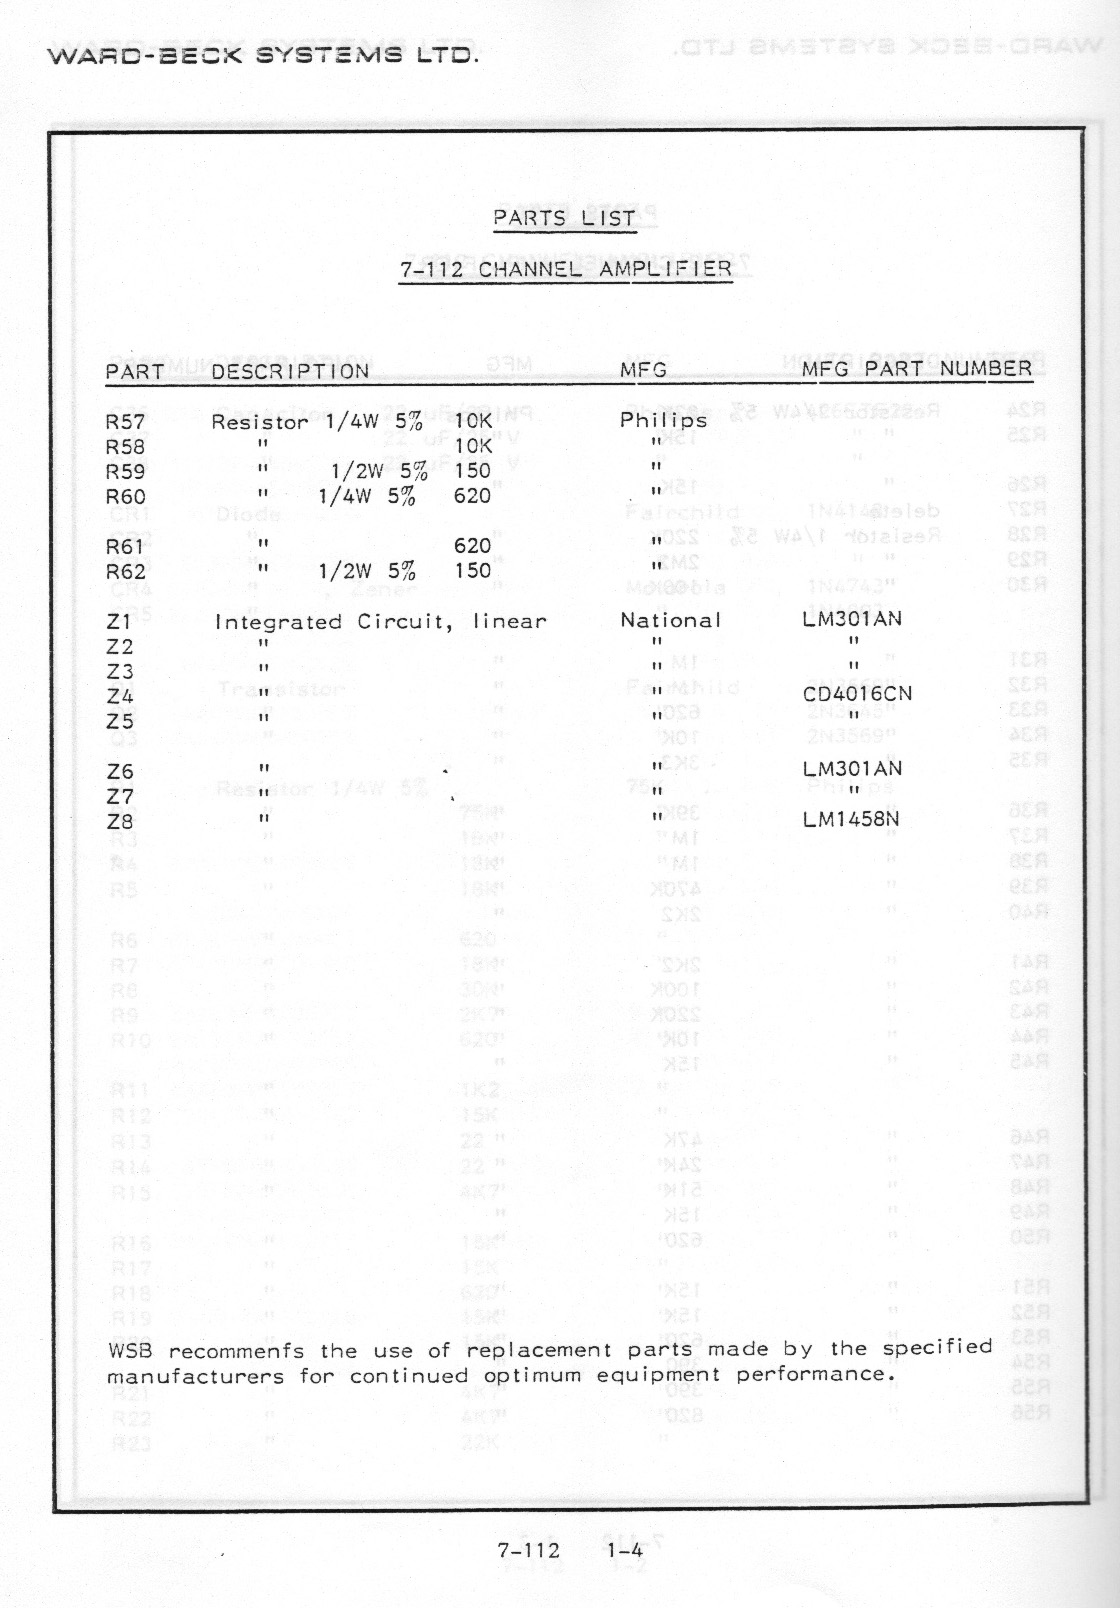 WARD-BECK SYSTEMS LTD.
PARTS LIST
7-112 CHANNEL AMPLIFIER
PART DESCRIPTION MFG MFG PART NUMBER
R57 Resistor 1/4W 5% 10K Philips
R58 " 10K "
R59 " 1/2W 5% 150 "
R60 " 1/4W 5% 620 "
R61 " 620 "
R62 " 1/2W 5% 150 "
Z1 Integrated Circuit, linear National LM301AN
Z2 " " "
Z3 " " "
Z4 " " CD4016CN
Z5 " " "
Z6 " " LM301AN
Z7 " " "
Z8 " " LM1458N
WSB recommenfs the use of replacement parts made by the specified
manufacturers for continued optimum equipment performance.
7-112 1-4